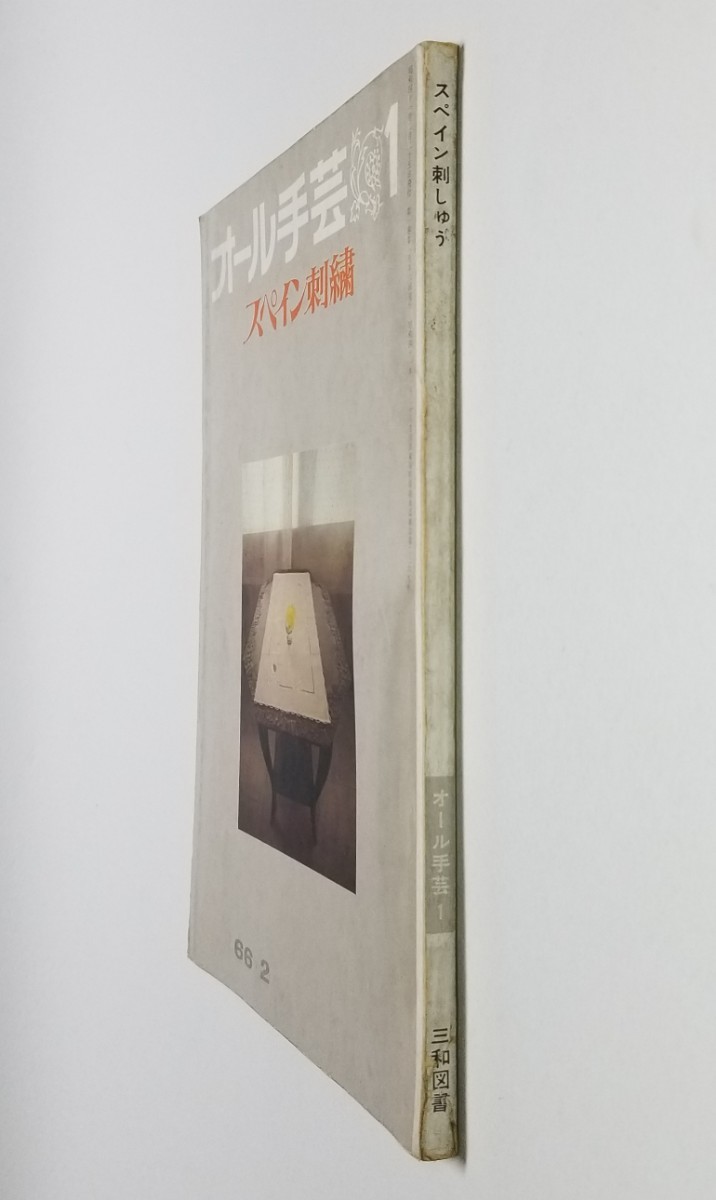 オール手芸 1
スペイン刺繍
66 2
スペイン刺しゅう
オール手芸 1
三和図書